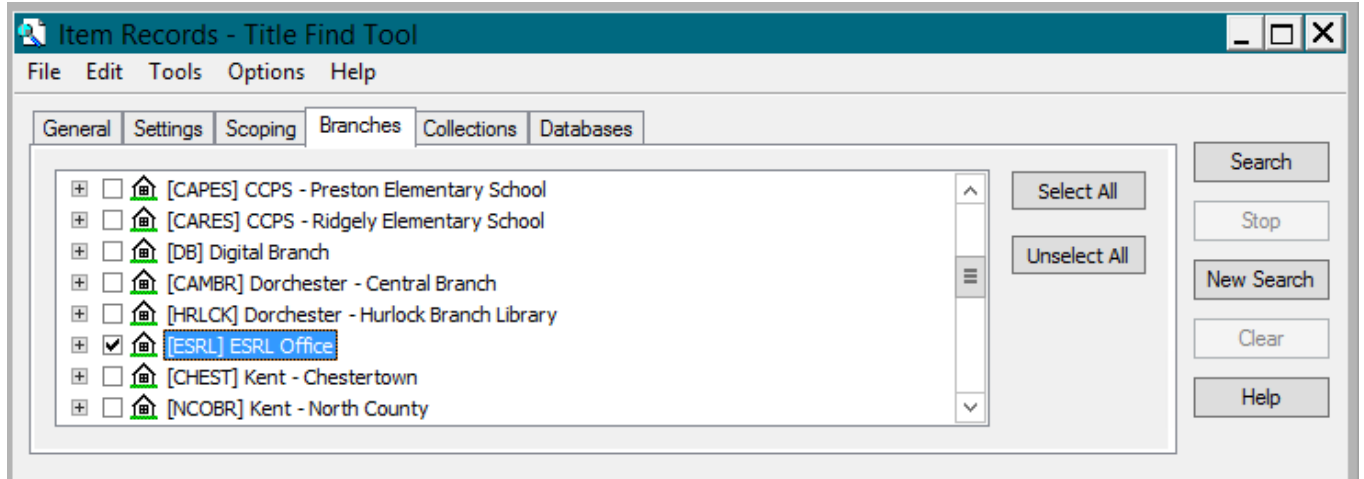 Item Records - Title Find Tool
File Edit Tools Options Help
General Settings Scoping Branches Collections Databases
[CAPES] CCPS - Preston Elementary School
[CARES] CCPS - Ridgely Elementary School
[DB] Digital Branch
[CAMBR] Dorchester - Central Branch
[HRLCK] Dorchester - Hurlock Branch Library
[ESRL] ESRL Office
[CHEST] Kent - Chestertown
[NCOBR] Kent - North County
Select All
Unselect All
Search
Stop
New Search
Clear
Help